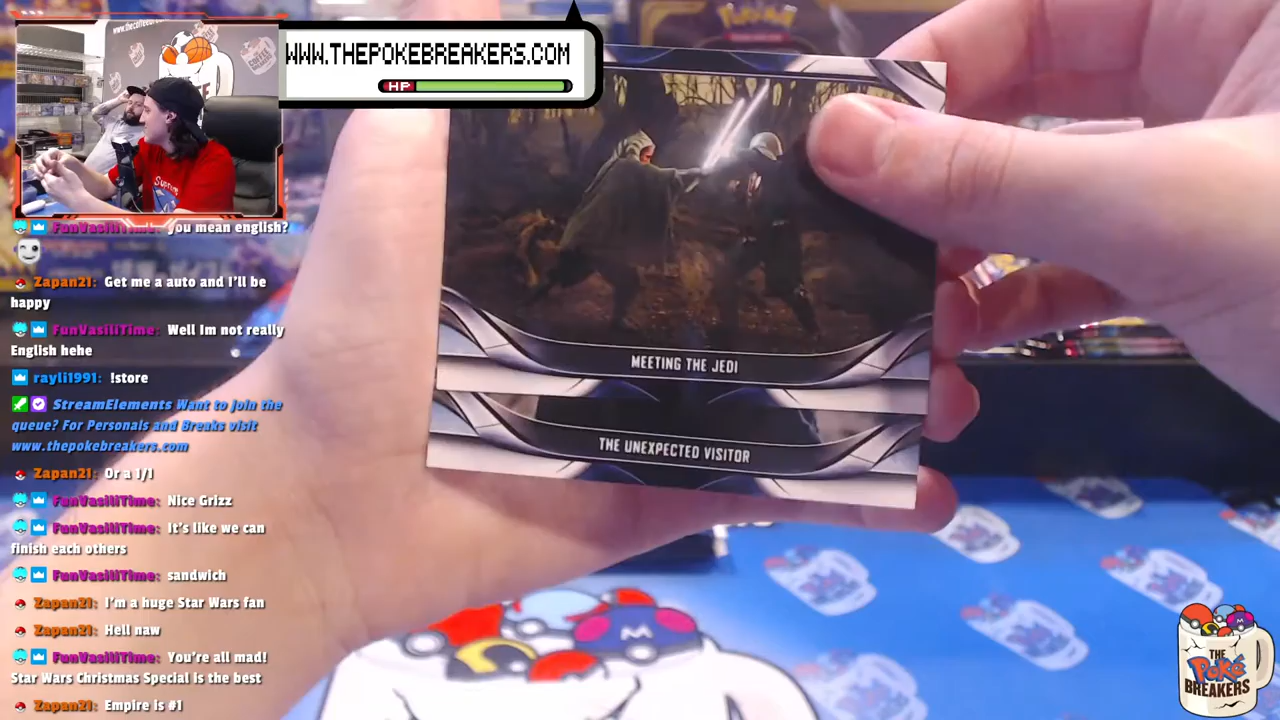 WWW.THEPOKEBREAKERS.COM
HP
FunVasiliTime: You mean english?
Zapan21: Get me a auto and I'll be
happy
FunVasiliTime: Well Im not really
English hehe
rayli1991: !store
StreamElements Want to join the
queue? For Personals and Breaks visit
www.thepokebreakers.com
Zapan21: Or a 1/1
FunVasiliTime: Nice Grizz
FunVasiliTime: It's like we can
finish each others
FunVasiliTime: sandwich
Zapan21: I'm a huge Star Wars fan
Zapan21: Hell naw
FunVasiliTime: You're all mad!
Star Wars Christmas Special is the best
Zapan21: Empire is #1
MEETING THE JEDI
THE UNEXPECTED VISITOR
THE
Poké
BREAKERS